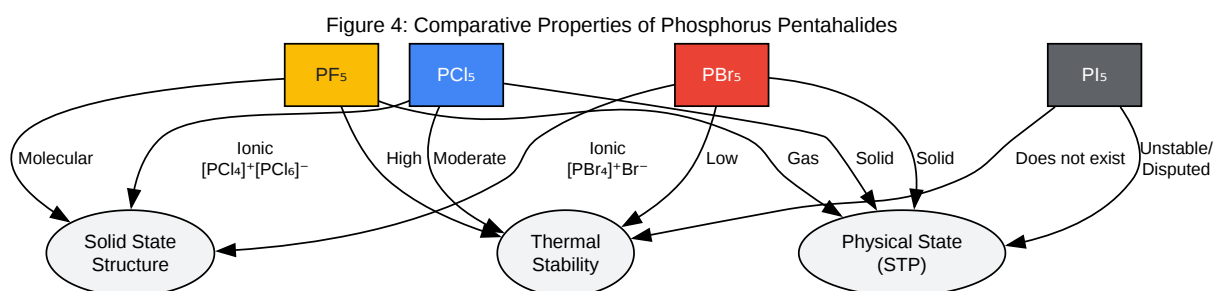 Figure 4: Comparative Properties of Phosphorus Pentahalides
PF₅
PCl₅
PBr₅
PI₅
Molecular
Ionic
[PCl₄]⁺[PCl₆]⁻
High
Moderate
Ionic
[PBr₄]⁺Br⁻
Low
Gas
Solid
Solid
Does not exist
Unstable/
Disputed
Solid State
Structure
Thermal
Stability
Physical State
(STP)